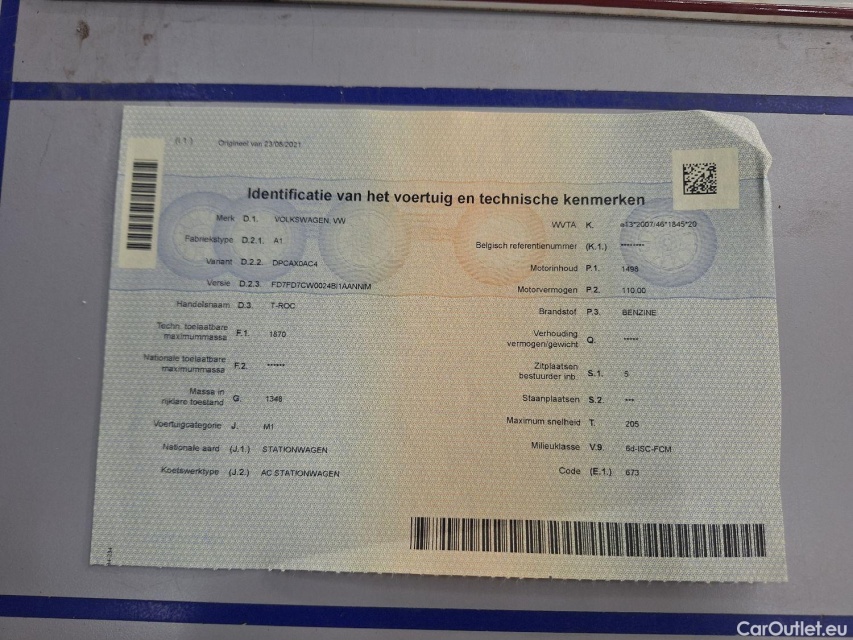 (I.1.) Origineel van 23/08/2021
Identificatie van het voertuig en technische kenmerken
Merk D.1. VOLKSWAGEN, VW
Fabriekstype D.2.1. A1
Variant D.2.2. DPCAX0AC4
Versie D.2.3. FD7FD7CW0024BI1AANNIM
Handelsnaam D.3. T-ROC
Techn. toelaatbare
maximummassa F.1. 1870
Nationale toelaatbare
maximummassa F.2. ******
Massa in
rijklare toestand G. 1348
Voertuigcategorie J. M1
Nationale aard (J.1.) STATIONWAGEN
Koetswerktype (J.2.) AC STATIONWAGEN
WVTA K. e13*2007/46*1845*20
Belgisch referentienummer (K.1.) ********
Motorinhoud P.1. 1498
Motorvermogen P.2. 110.00
Brandstof P.3. BENZINE
Verhouding
vermogen/gewicht Q. *****
Zitplaatsen
bestuurder inb. S.1. 5
Staanplaatsen S.2. ***
Maximum snelheid T. 205
Milieuklasse V.9. 6d-ISC-FCM
Code (E.1.) 673
CarOutlet.eu